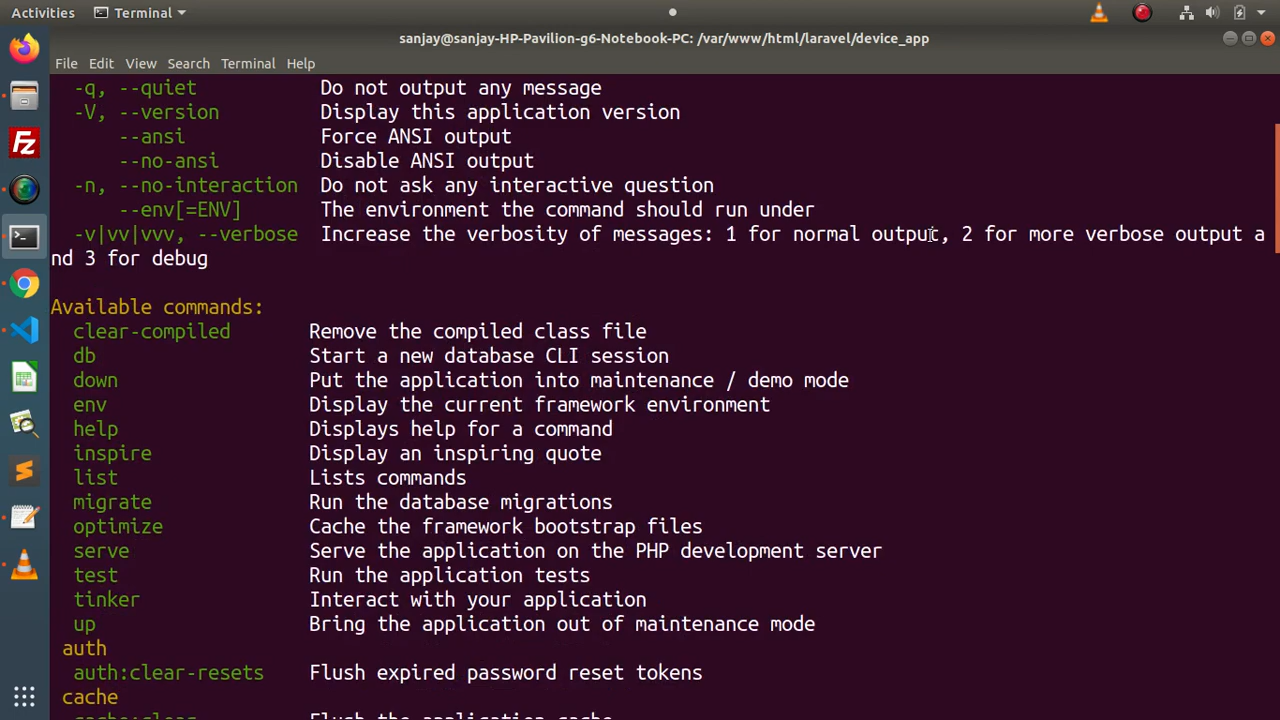 Activities Terminal
sanjay@sanjay-HP-Pavilion-g6-Notebook-PC: /var/www/html/laravel/device_app
File Edit View Search Terminal Help
-q, --quiet Do not output any message
-V, --version Display this application version
--ansi Force ANSI output
--no-ansi Disable ANSI output
-n, --no-interaction Do not ask any interactive question
--env[=ENV] The environment the command should run under
-v|vv|vvv, --verbose Increase the verbosity of messages: 1 for normal output, 2 for more verbose output a
nd 3 for debug
Available commands:
clear-compiled Remove the compiled class file
db Start a new database CLI session
down Put the application into maintenance / demo mode
env Display the current framework environment
help Displays help for a command
inspire Display an inspiring quote
list Lists commands
migrate Run the database migrations
optimize Cache the framework bootstrap files
serve Serve the application on the PHP development server
test Run the application tests
tinker Interact with your application
up Bring the application out of maintenance mode
auth
auth:clear-resets Flush expired password reset tokens
cache
cache:clear Flush the application cache